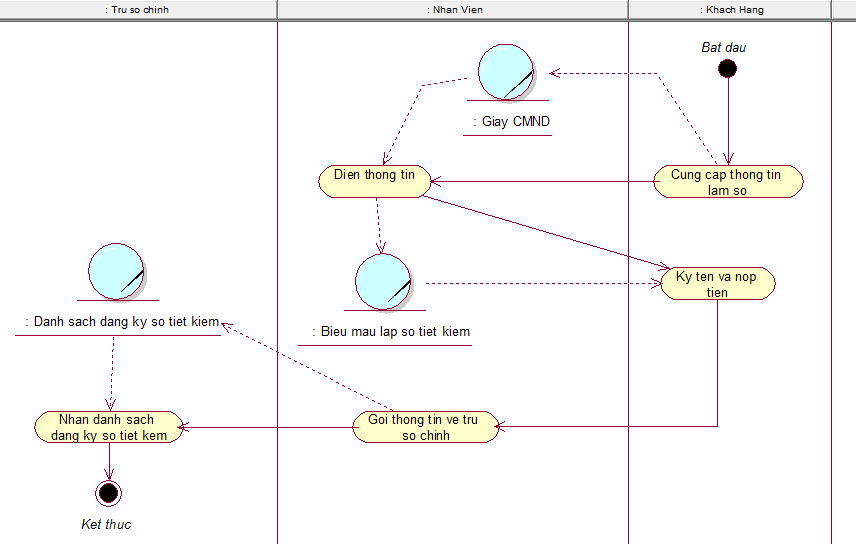 : Tru so chinh
: Nhan Vien
: Khach Hang
Bat dau
: Giay CMND
Dien thong tin
Cung cap thong tin
lam so
Ky ten va nop
tien
: Danh sach dang ky so tiet kiem
: Bieu mau lap so tiet kiem
Nhan danh sach
dang ky so tiet kem
Goi thong tin ve tru
so chinh
Ket thuc